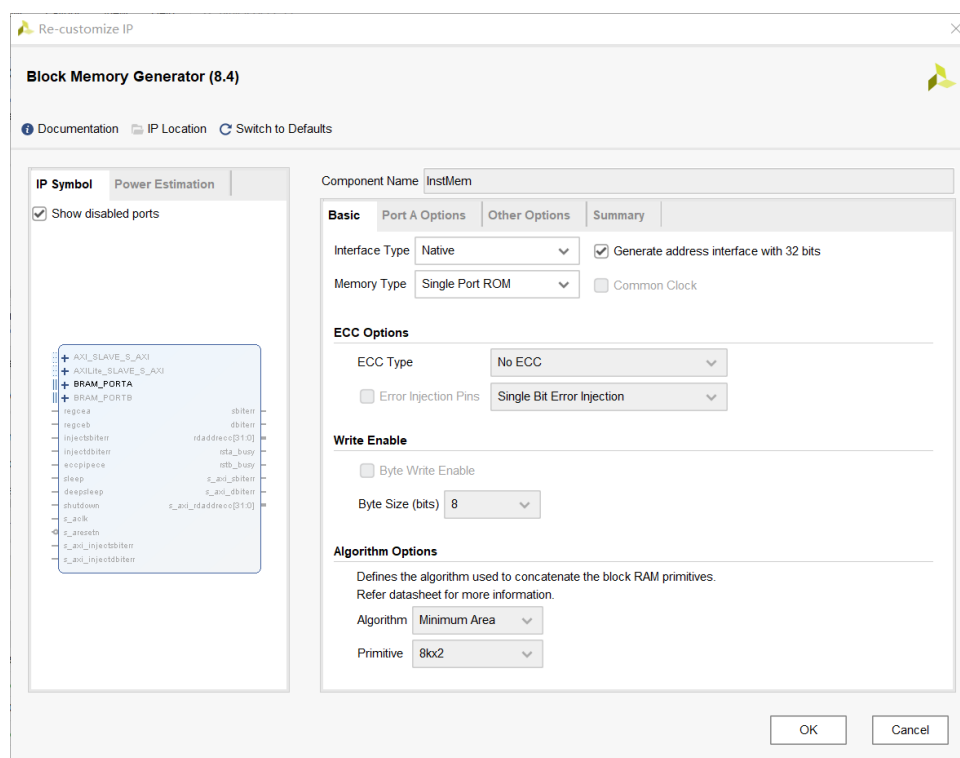 Re-customize IP
Block Memory Generator (8.4)
Documentation IP Location Switch to Defaults
IP Symbol Power Estimation
Show disabled ports
AXI_SLAVE_S_AXI
AXILite_SLAVE_S_AXI
BRAM_PORTA
BRAM_PORTB
regcea sbiterr
regceb dbiterr
injectsbiterr rdaddrecc[31:0]
injectdbiterr rsta_busy
eccpipece rstb_busy
sleep s_axi_sbiterr
deepsleep s_axi_dbiterr
shutdown s_axi_rdaddrecc[31:0]
s_aclk
s_aresetn
s_axi_injectsbiterr
s_axi_injectdbiterr
Component Name InstMem
Basic Port A Options Other Options Summary
Interface Type Native Generate address interface with 32 bits
Memory Type Single Port ROM Common Clock
ECC Options
ECC Type No ECC
Error Injection Pins Single Bit Error Injection
Write Enable
Byte Write Enable
Byte Size (bits) 8
Algorithm Options
Defines the algorithm used to concatenate the block RAM primitives.
Refer datasheet for more information.
Algorithm Minimum Area
Primitive 8kx2
OK Cancel